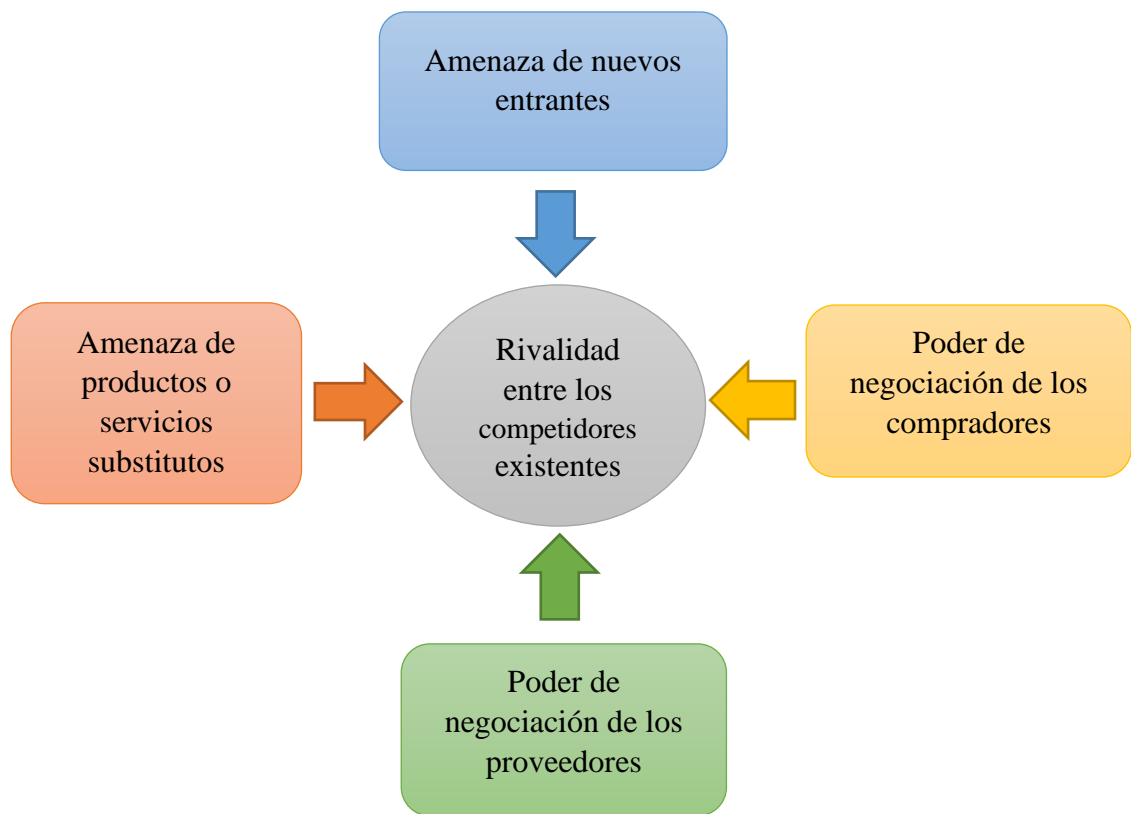 Amenaza de nuevos
entrantes
Amenaza de
productos o
servicios
substitutos
Rivalidad
entre los
competidores
existentes
Poder de
negociación de los
compradores
Poder de
negociación de los
proveedores